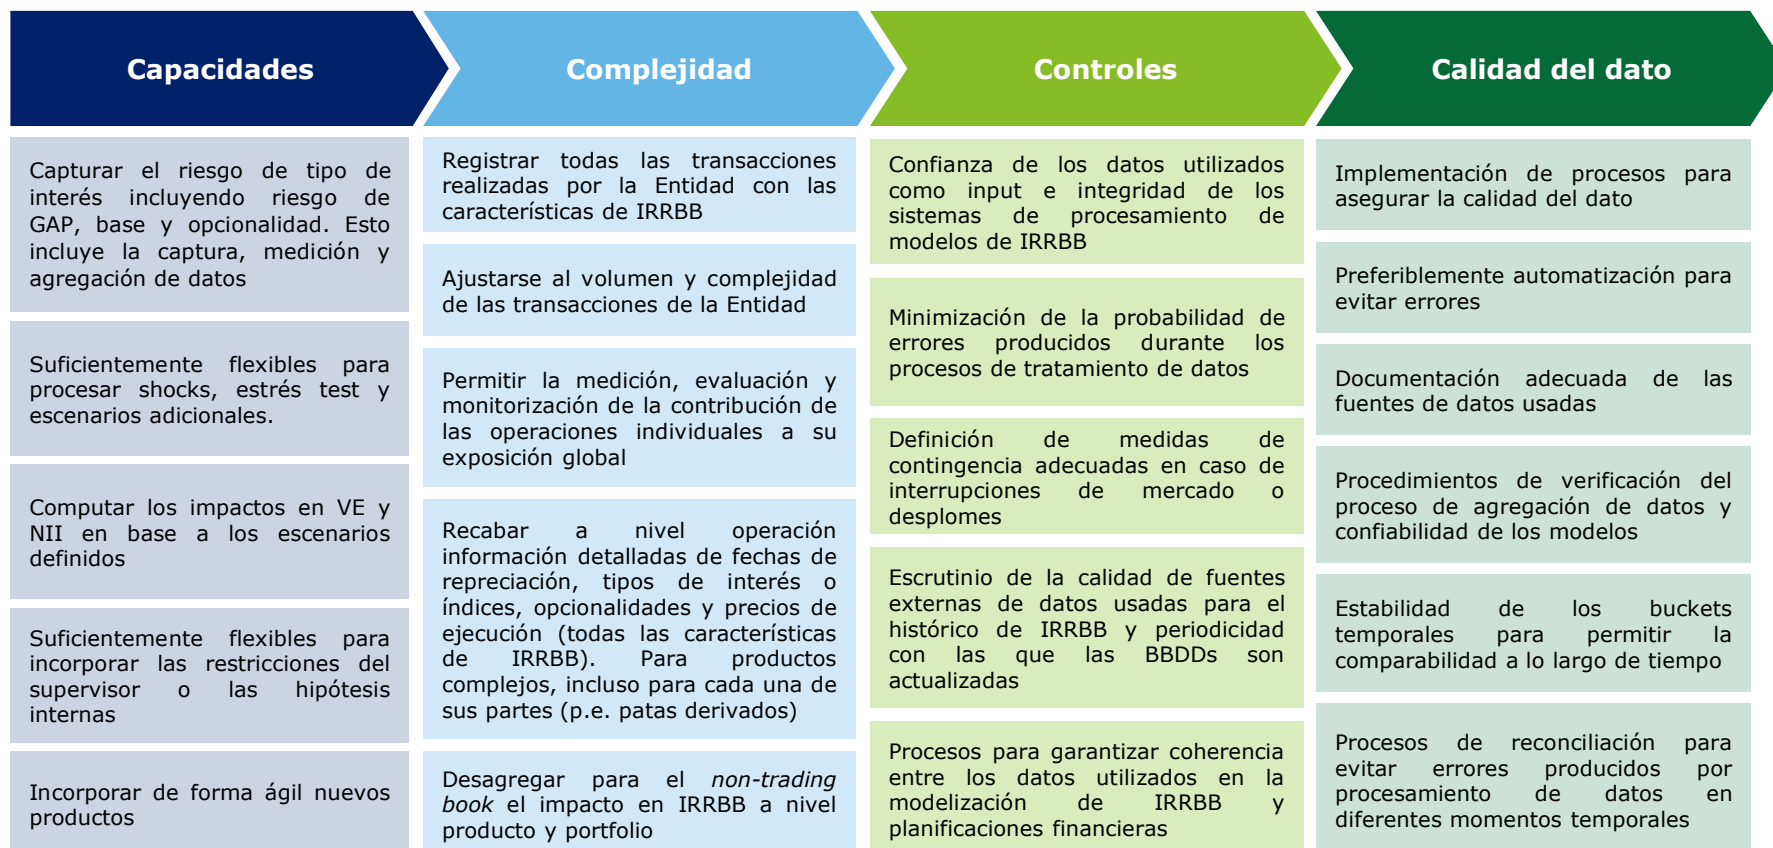 Capacidades
Capturar el riesgo de tipo de
interés incluyendo riesgo de
GAP, base y opcionalidad. Esto
incluye la captura, medición y
agregación de datos
Suficientemente flexibles para
procesar shocks, estrés test y
escenarios adicionales.
Computar los impactos en VE y
NII en base a los escenarios
definidos
Suficientemente flexibles para
incorporar las restricciones del
supervisor o las hipótesis
internas
Incorporar de forma ágil nuevos
productos
Complejidad
Registrar todas las transacciones
realizadas por la Entidad con las
características de IRRBB
Ajustarse al volumen y complejidad
de las transacciones de la Entidad
Permitir la medición, evaluación y
monitorización de la contribución de
las operaciones individuales a su
exposición global
Recabar a nivel operación
información detalladas de fechas de
repreciación, tipos de interés o
índices, opcionalidades y precios de
ejecución (todas las características
de IRRBB). Para productos
complejos, incluso para cada una de
sus partes (p.e. patas derivados)
Desagregar para el non-trading
book el impacto en IRRBB a nivel
producto y portfolio
Controles
Confianza de los datos utilizados
como input e integridad de los
sistemas de procesamiento de
modelos de IRRBB
Minimización de la probabilidad de
errores producidos durante los
procesos de tratamiento de datos
Definición de medidas de
contingencia adecuadas en caso de
interrupciones de mercado o
desplomes
Escrutinio de la calidad de fuentes
externas de datos usadas para el
histórico de IRRBB y periodicidad
con las que las BBDDs son
actualizadas
Procesos para garantizar coherencia
entre los datos utilizados en la
modelización de IRRBB y
planificaciones financieras
Calidad del dato
Implementación de procesos para
asegurar la calidad del dato
Preferiblemente automatización para
evitar errores
Documentación adecuada de las
fuentes de datos usadas
Procedimientos de verificación del
proceso de agregación de datos y
confiabilidad de los modelos
Estabilidad de los buckets
temporales para permitir la
comparabilidad a lo largo de tiempo
Procesos de reconciliación para
evitar errores producidos por
procesamiento de datos en
diferentes momentos temporales